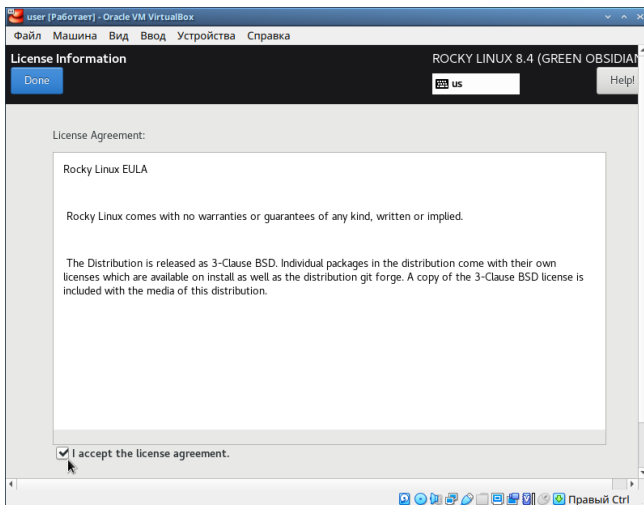 user [Работает] - Oracle VM VirtualBox
Файл Машина Вид Ввод Устройства Справка
License Information
ROCKY LINUX 8.4 (GREEN OBSIDIAN
Done
us
Help!
License Agreement:
Rocky Linux EULA
Rocky Linux comes with no warranties or guarantees of any kind, written or implied.
The Distribution is released as 3-Clause BSD. Individual packages in the distribution come with their own
licenses which are available on install as well as the distribution git forge. A copy of the 3-Clause BSD license is
included with the media of this distribution.
I accept the license agreement.
Правый Ctrl